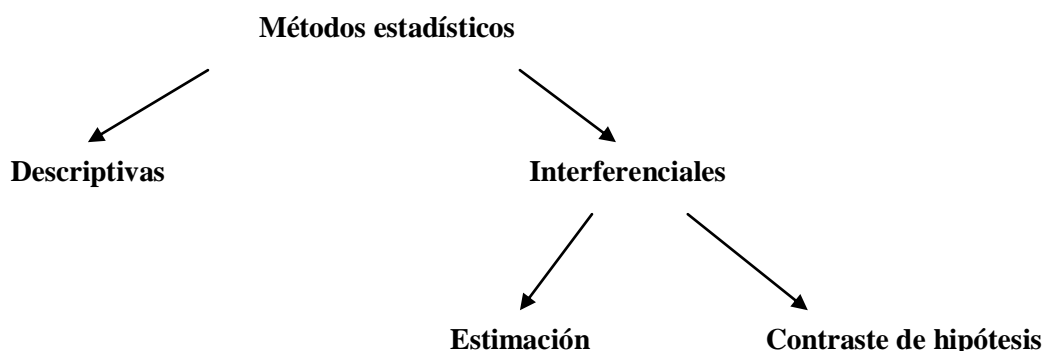 Métodos estadísticos
Descriptivas Interferenciales
Estimación Contraste de hipótesis